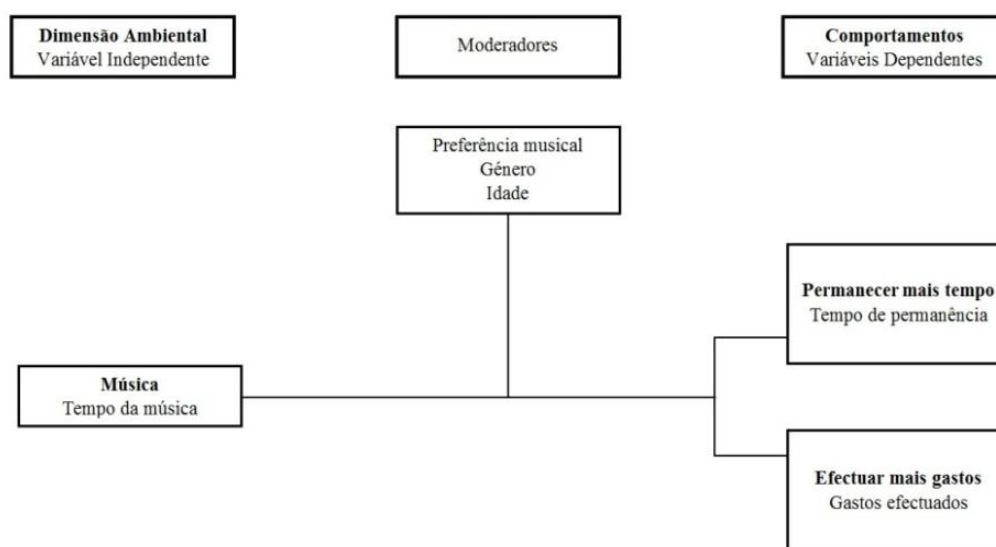 Dimensão Ambiental
Variável Independente
Moderadores
Comportamentos
Variáveis Dependentes
Preferência musical
Género
Idade
Permanecer mais tempo
Tempo de permanência
Música
Tempo da música
Efectuar mais gastos
Gastos efectuados